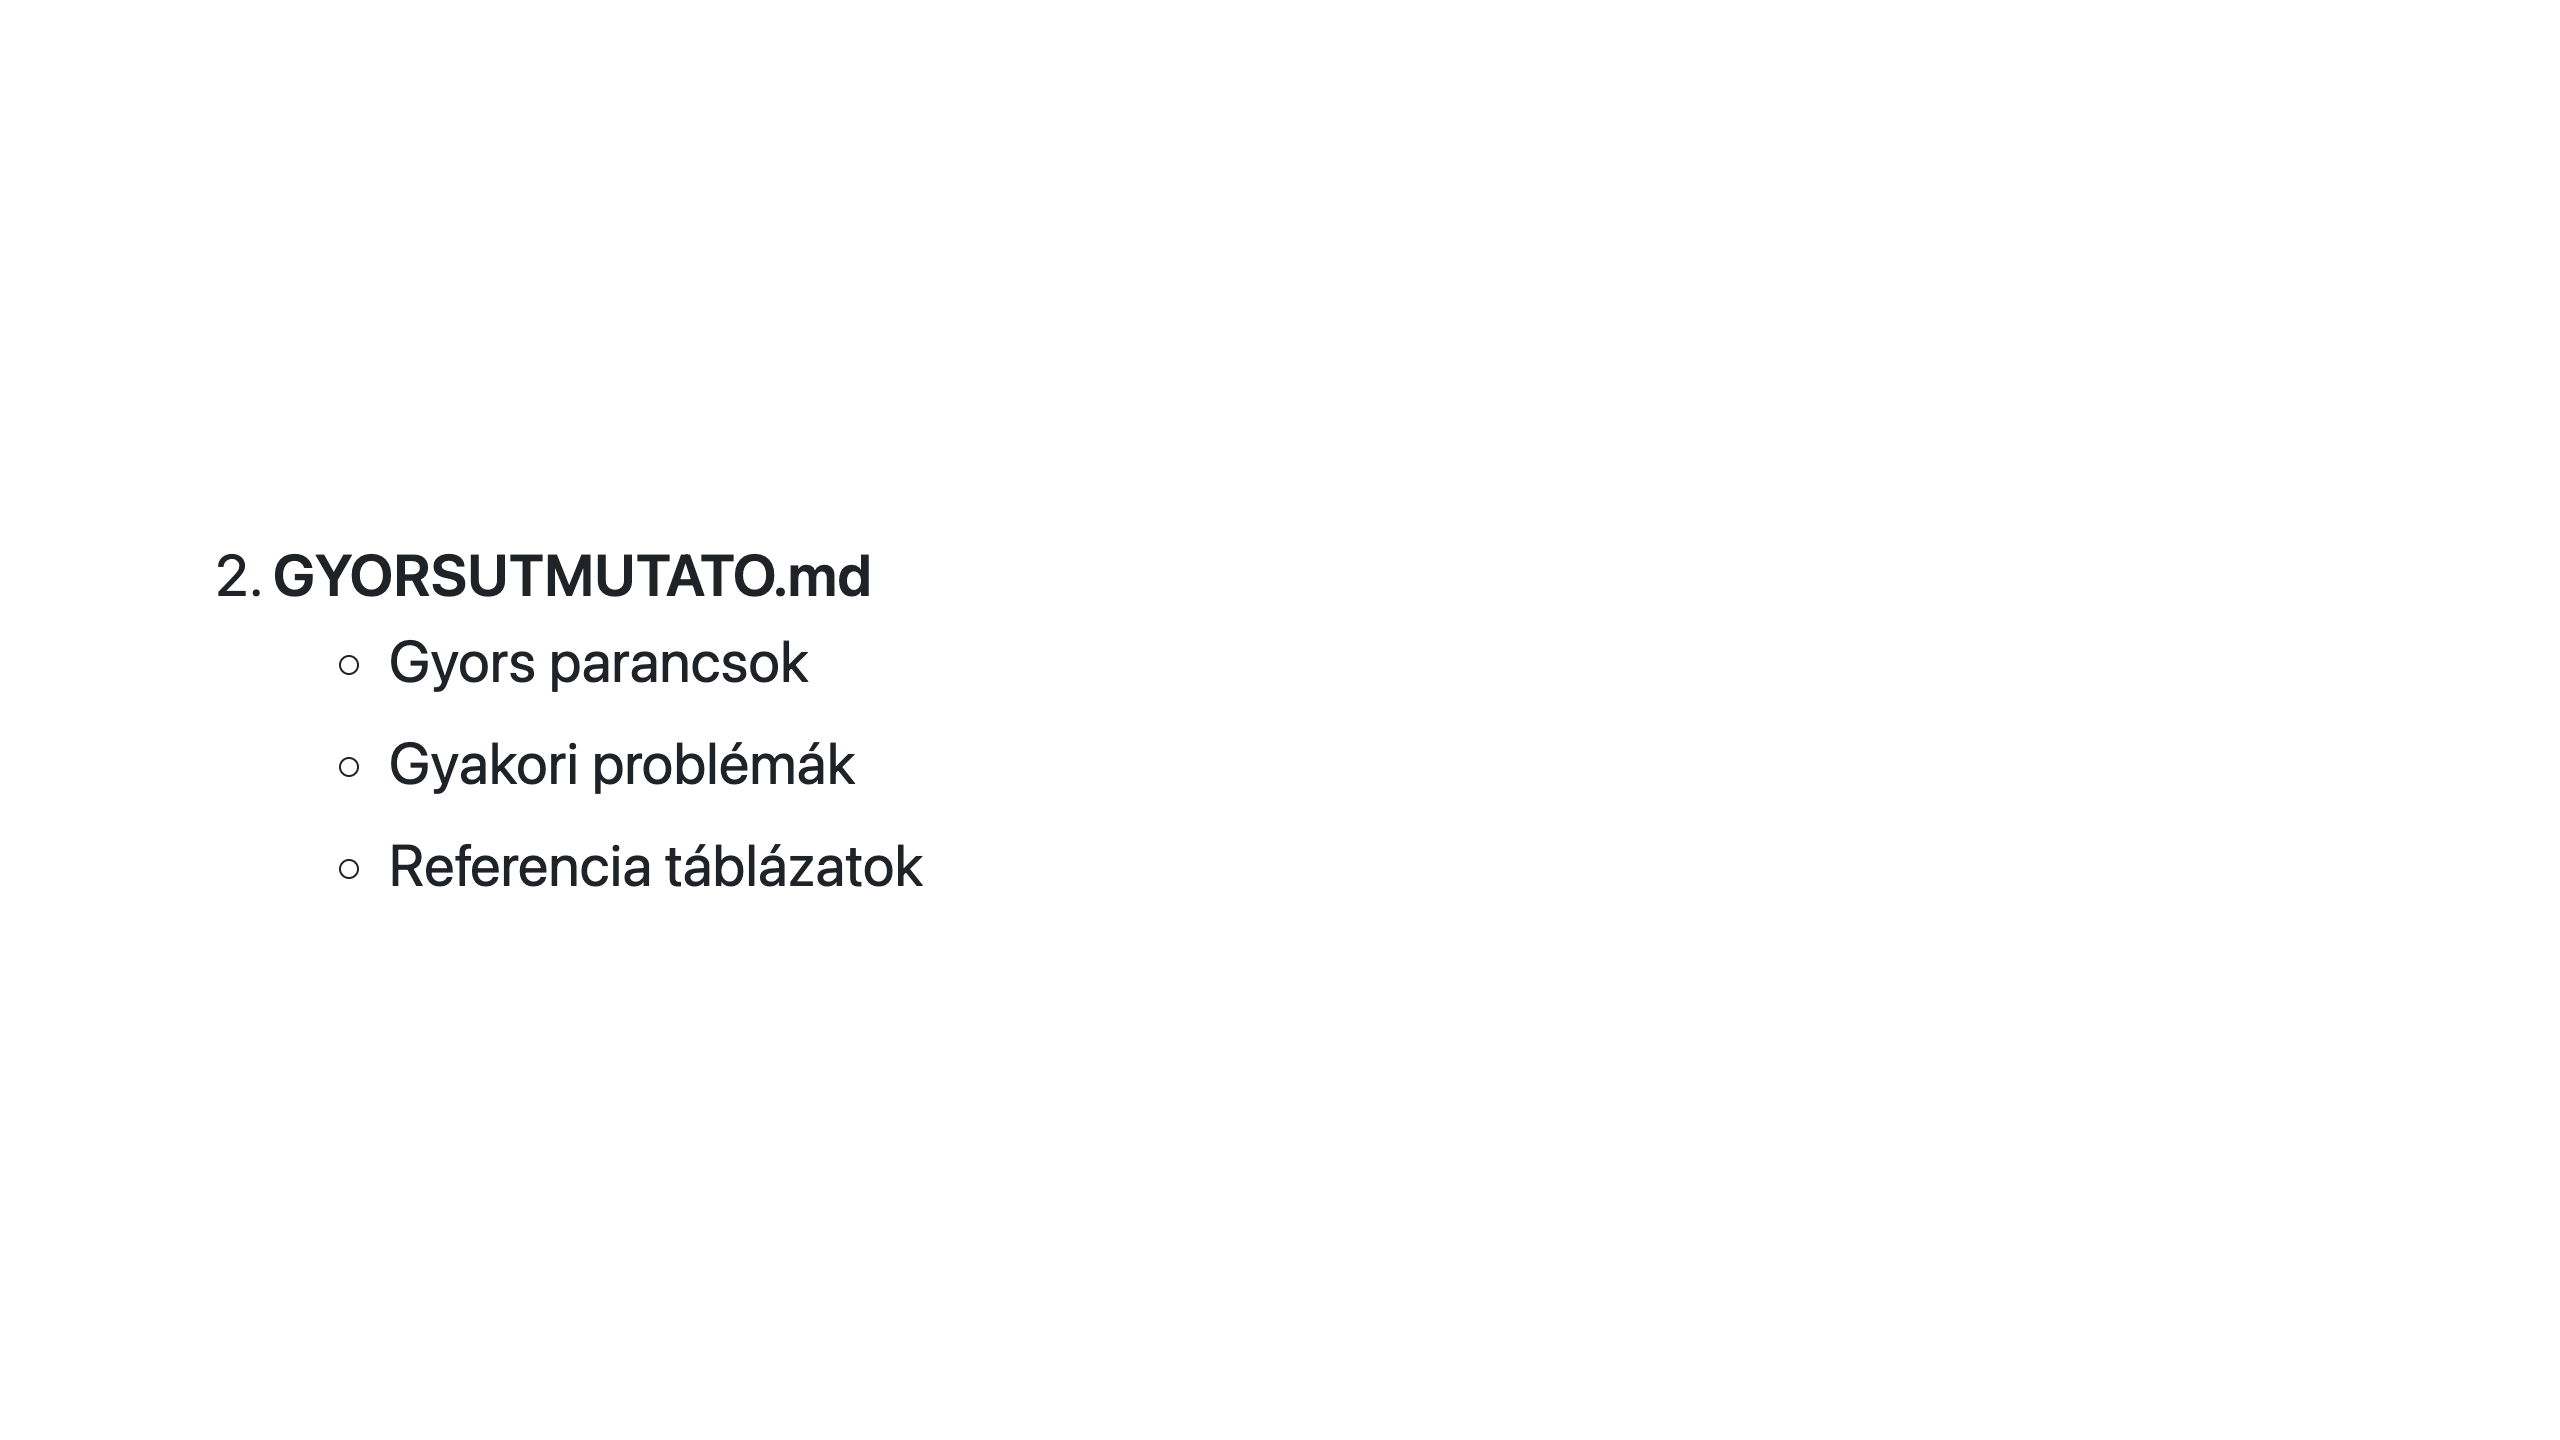 2. GYORSUTMUTATO.md
○ Gyors parancsok
○ Gyakori problémák
○ Referencia táblázatok